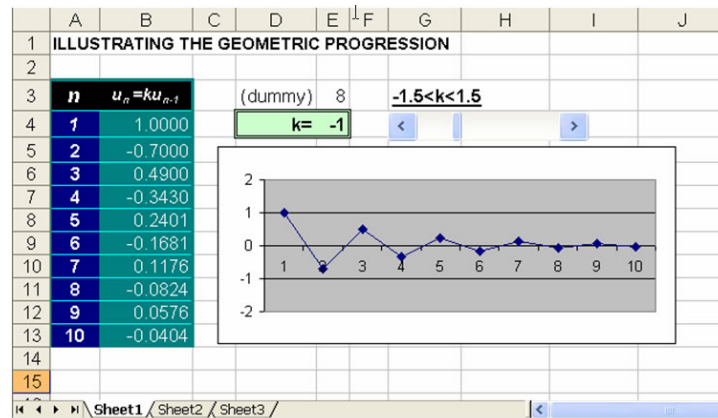 A B C D E F G H I J
1 ILLUSTRATING THE GEOMETRIC PROGRESSION
2
3 n uₙ=kuₙ₋₁ (dummy) 8 -1.5<k<1.5
4 1 1.0000 k= -1
5 2 -0.7000
6 3 0.4900
7 4 -0.3430
8 5 0.2401
9 6 -0.1681
10 7 0.1176
11 8 -0.0824
12 9 0.0576
13 10 -0.0404
14
15
2
1
0
-1
-2
1 2 3 4 5 6 7 8 9 10
Sheet1 / Sheet2 / Sheet3 /